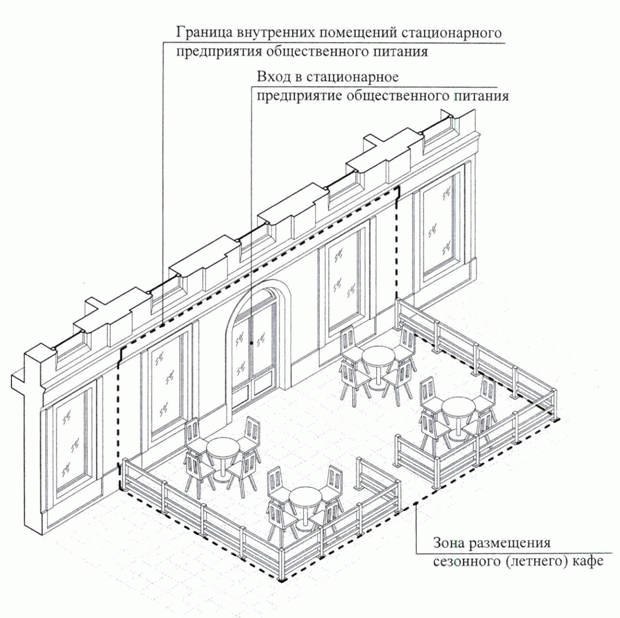 Граница внутренних помещений стационарного
предприятия общественного питания
Вход в стационарное
предприятие общественного питания
Зона размещения
сезонного (летнего) кафе